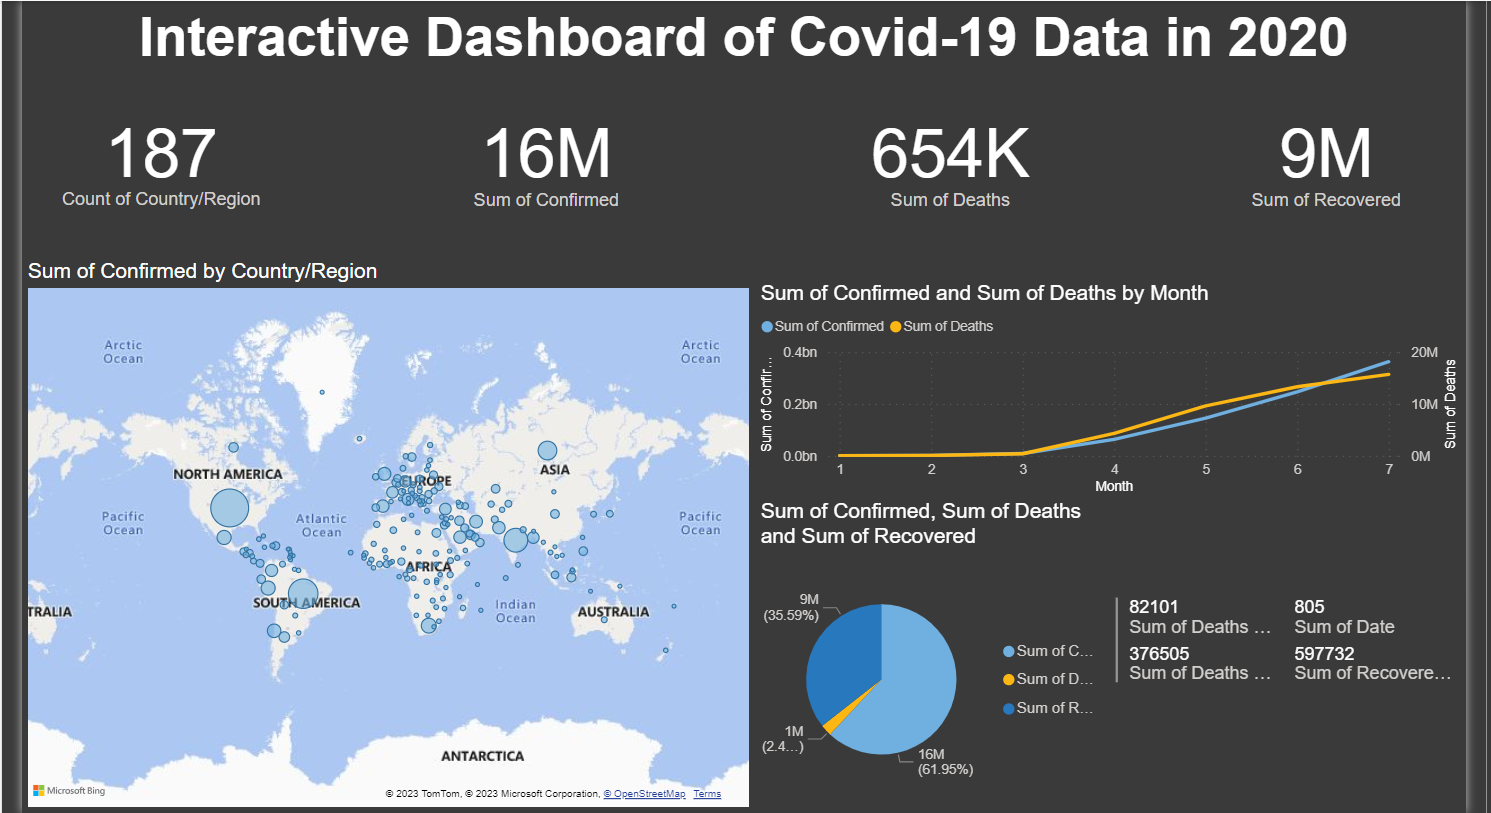 Interactive Dashboard of Covid-19 Data in 2020
187
Count of Country/Region
16M
Sum of Confirmed
654K
Sum of Deaths
9M
Sum of Recovered
Sum of Confirmed by Country/Region
Arctic
Ocean
Arctic
Ocean
NORTH AMERICA
EUROPE
ASIA
Pacific
Ocean
Atlantic
Ocean
Pacific
Ocean
AFRICA
SOUTH AMERICA
Indian
Ocean
TRALIA
AUSTRALIA
ANTARCTICA
Microsoft Bing
© 2023 TomTom, © 2023 Microsoft Corporation, © OpenStreetMap Terms
Sum of Confirmed and Sum of Deaths by Month
Sum of Confirmed Sum of Deaths
Sum of Confir...
0.4bn
0.2bn
0.0bn
20M
10M
0M
Sum of Deaths
1 2 3 4 5 6 7
Month
Sum of Confirmed, Sum of Deaths
and Sum of Recovered
9M
(35.59%)
1M
(2.4...)
16M
(61.95%)
Sum of C...
Sum of D...
Sum of R...
82101
Sum of Deaths ...
805
Sum of Date
376505
Sum of Deaths ...
597732
Sum of Recovere...